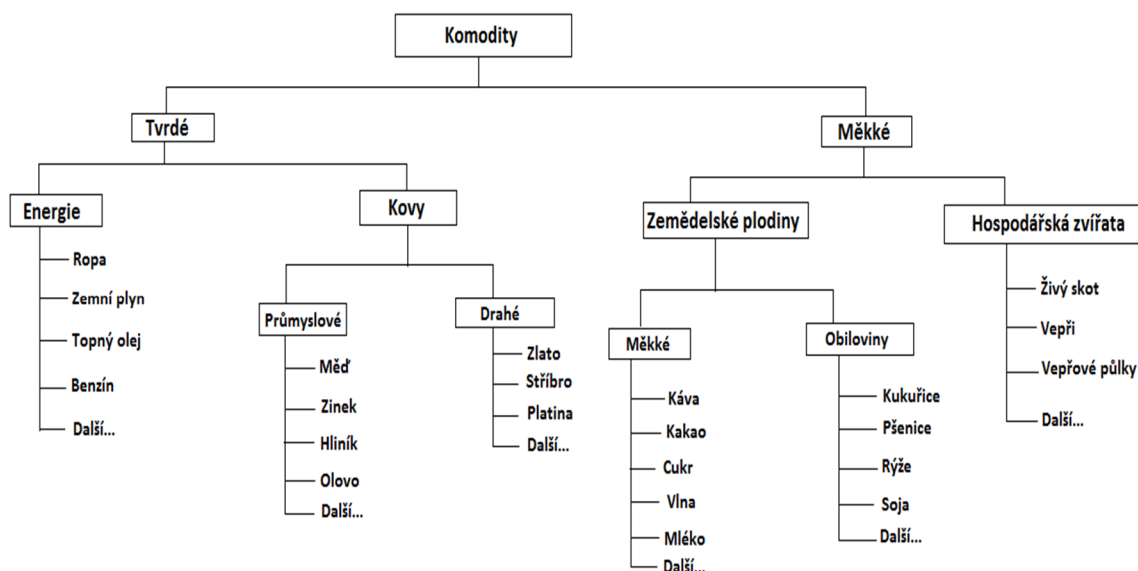 Komodity
Tvrdé
Měkké
Energie
Ropa
Zemní plyn
Topný olej
Benzín
Další...
Kovy
Průmyslové
Měď
Zinek
Hliník
Olovo
Další...
Drahé
Zlato
Stříbro
Platina
Další...
Zemědelské plodiny
Měkké
Káva
Kakao
Cukr
Vlna
Mléko
Další...
Obiloviny
Kukuřice
Pšenice
Rýže
Soja
Další...
Hospodářská zvířata
Živý skot
Vepři
Vepřové půlky
Další...